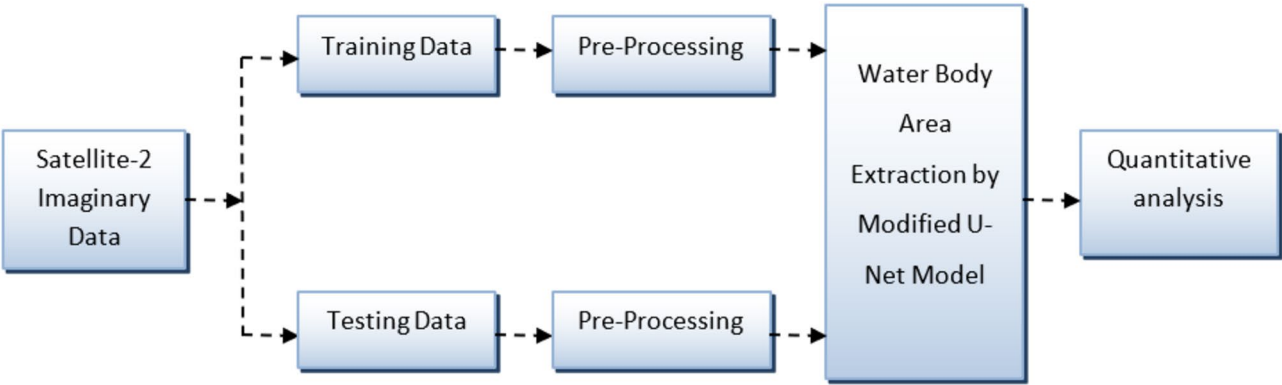 Satellite-2
Imaginary
Data
Training Data
Pre-Processing
Testing Data
Pre-Processing
Water Body
Area
Extraction by
Modified U-
Net Model
Quantitative
analysis